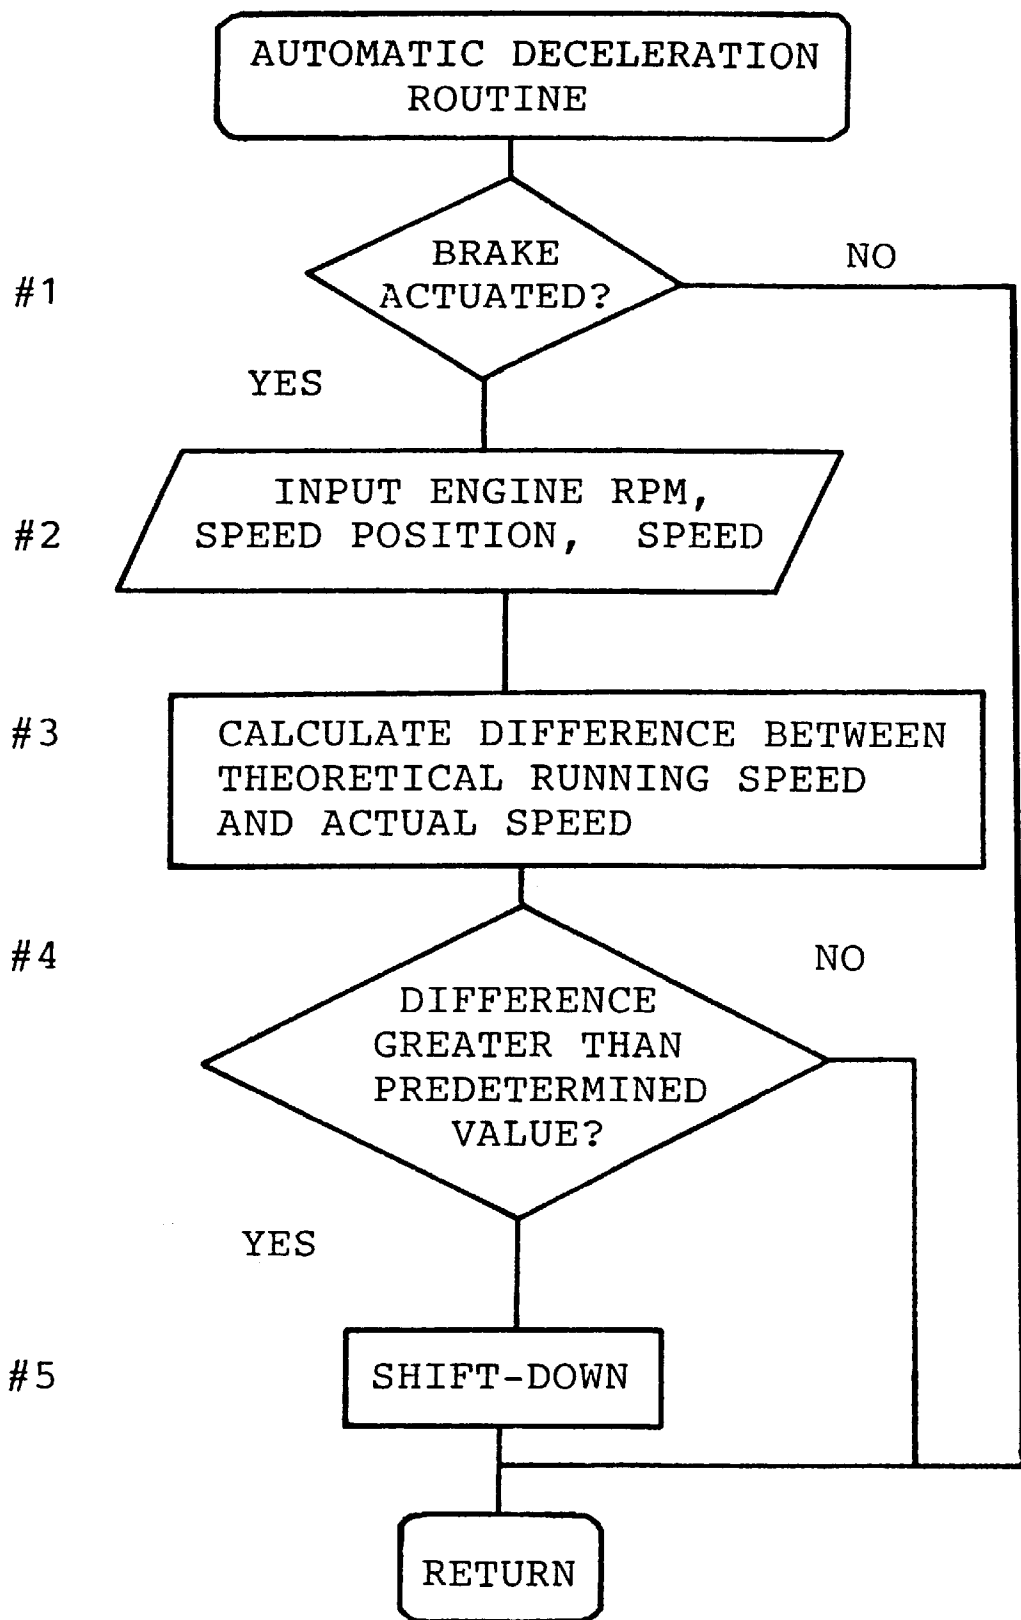 AUTOMATIC DECELERATION
ROUTINE
#1
BRAKE
ACTUATED?
NO
YES
#2
INPUT ENGINE RPM,
SPEED POSITION, SPEED
#3
CALCULATE DIFFERENCE BETWEEN
THEORETICAL RUNNING SPEED
AND ACTUAL SPEED
#4
NO
DIFFERENCE
GREATER THAN
PREDETERMINED
VALUE?
YES
#5
SHIFT-DOWN
RETURN